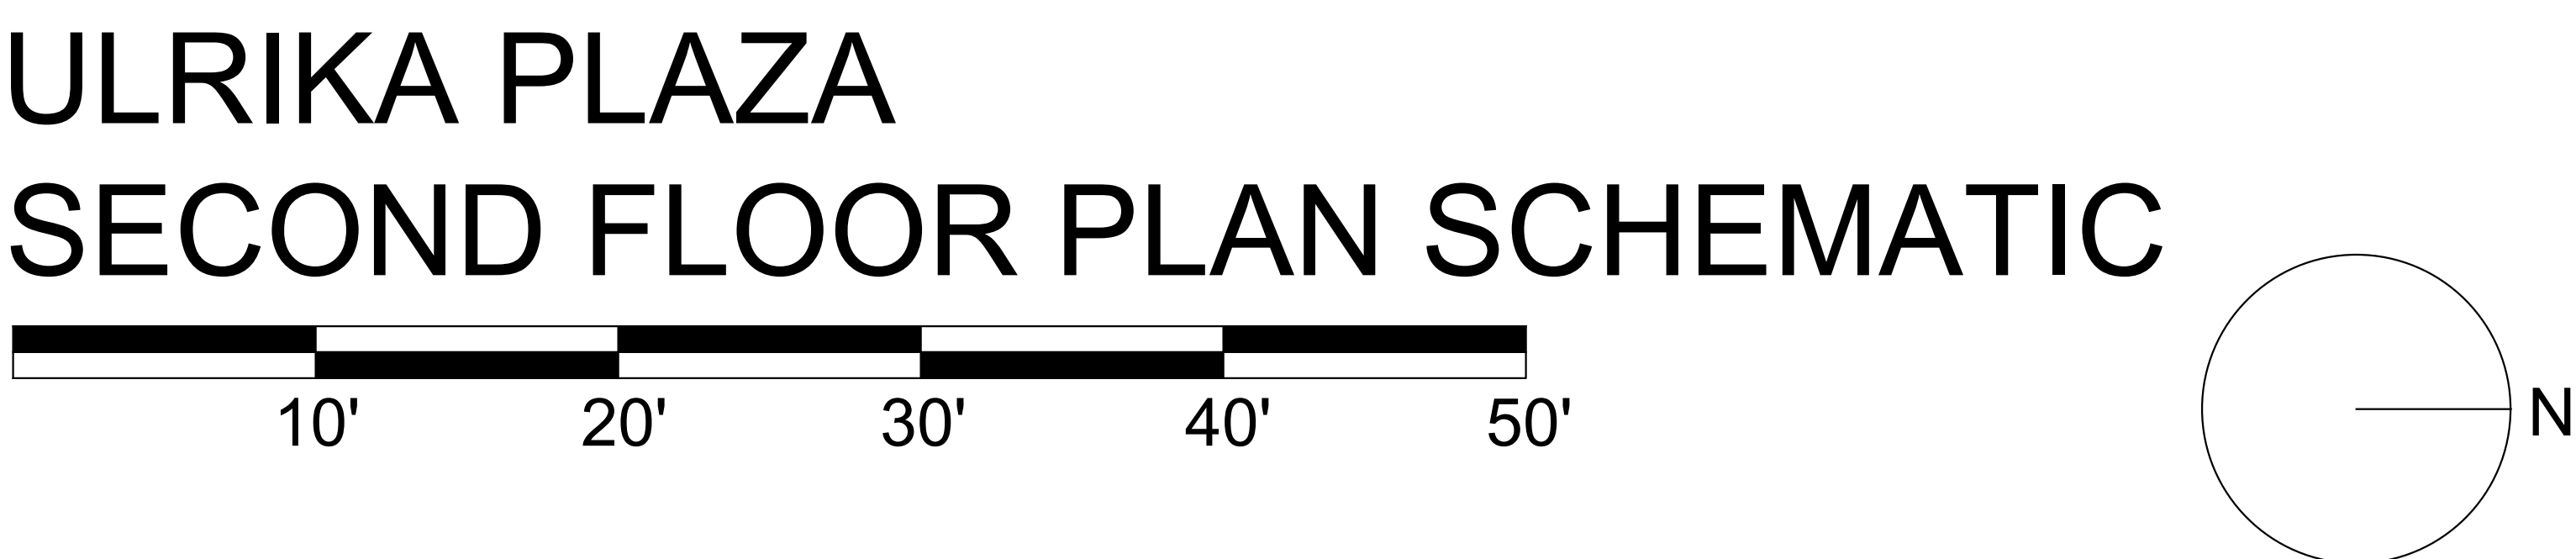 ULRIKA PLAZA
SECOND FLOOR PLAN SCHEMATIC
10' 20' 30' 40' 50'
N